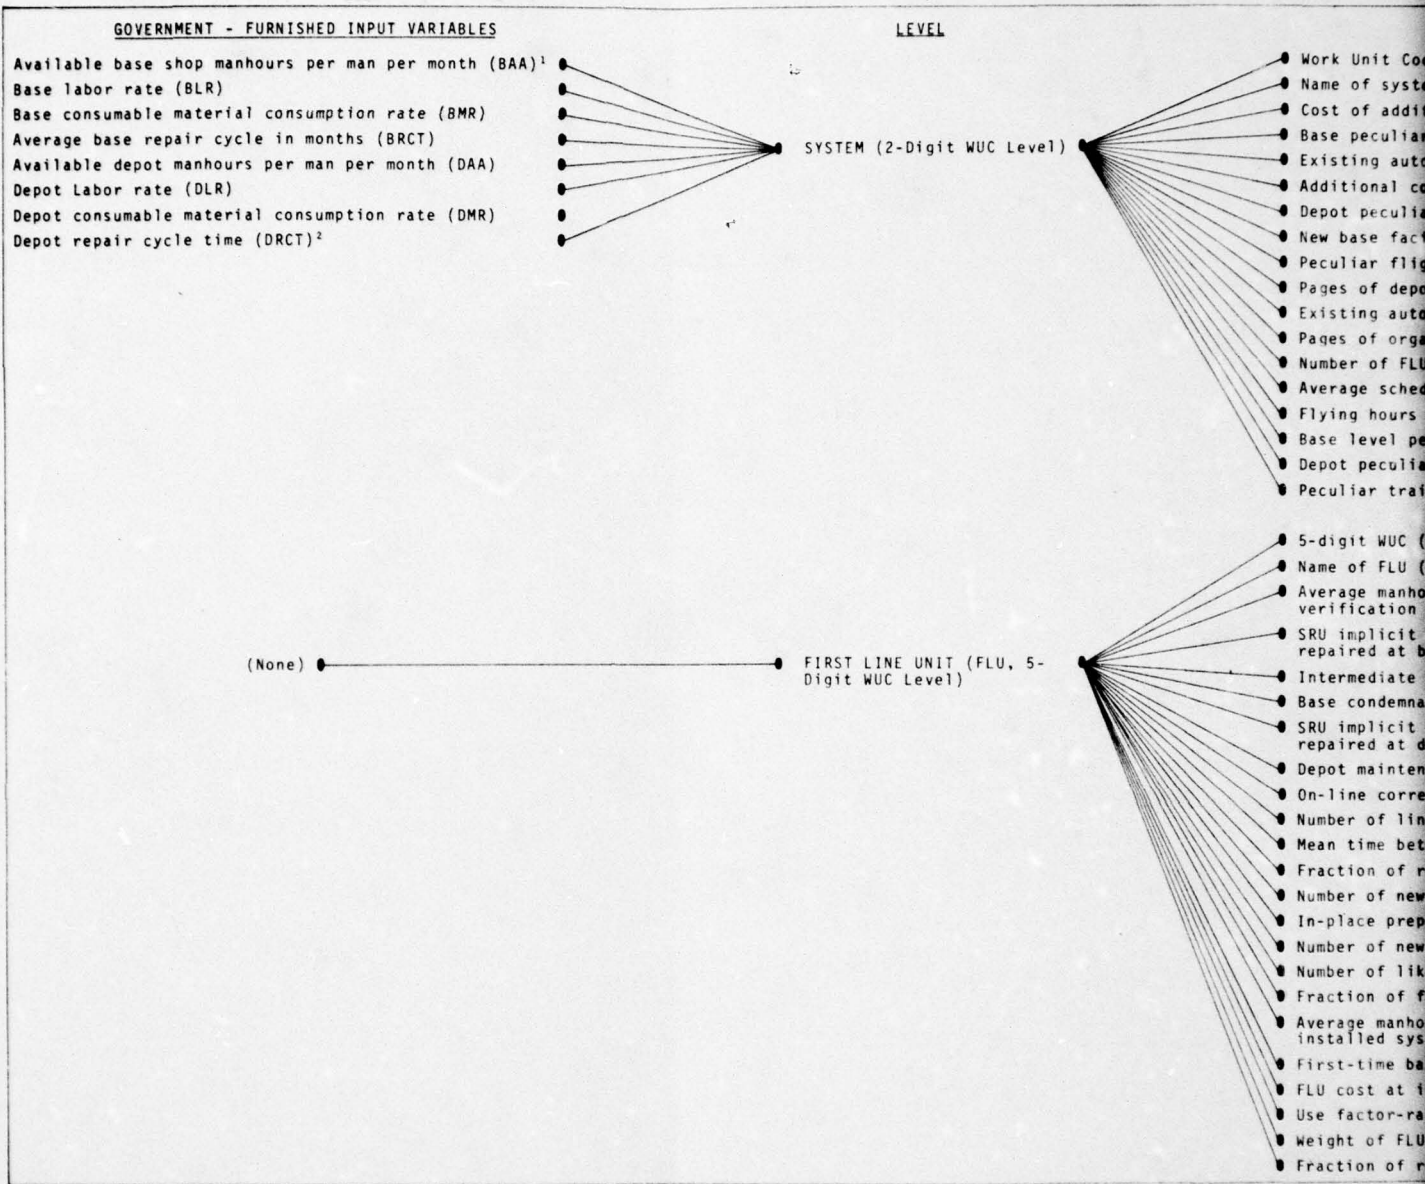 GOVERNMENT - FURNISHED INPUT VARIABLES
Available base shop manhours per man per month (BAA)¹
Base labor rate (BLR)
Base consumable material consumption rate (BMR)
Average base repair cycle in months (BRCT)
Available depot manhours per man per month (DAA)
Depot Labor rate (DLR)
Depot consumable material consumption rate (DMR)
Depot repair cycle time (DRCT)²
(None)
LEVEL
SYSTEM (2-Digit WUC Level)
FIRST LINE UNIT (FLU, 5-
Digit WUC Level)
Work Unit
Name of
Cost of
Base peculiar
Existing
Additional
Depot
New base
Peculiar
Pages of
Existing
Pages of
Number of FLU
Average
Flying hours
Base level
Depot
Peculiar
5-digit WUC (
Name of FLU (
Average
verification
SRU implicit
repaired at
Intermediate
Base
SRU implicit
repaired at
Depot
On-line
Number of
Mean time
Fraction of
Number of new
In-place
Number of new
Number of
Fraction of
Average
installed
First-time
FLU cost at
Use
Weight of FLU
Fraction of